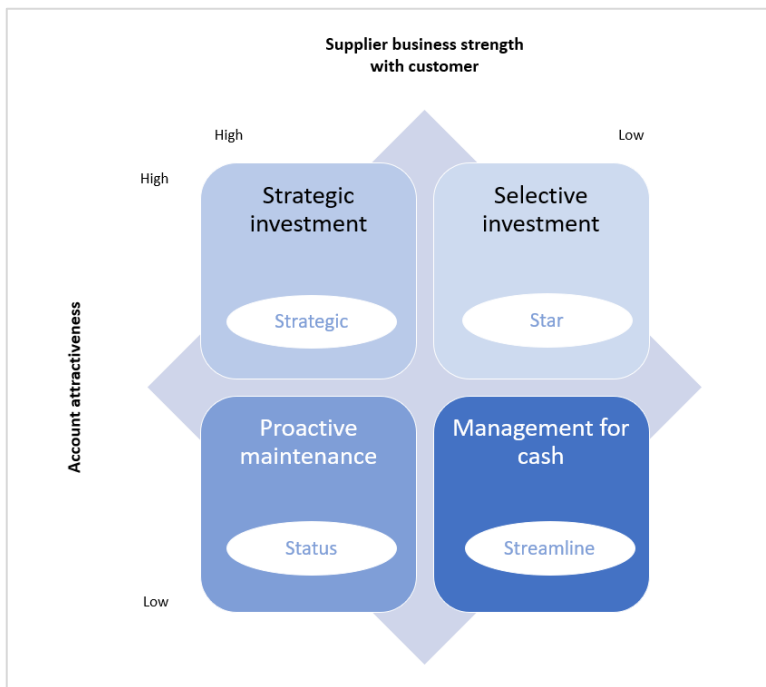 Supplier business strength
with customer
High
Low
High
Strategic
investment
Selective
investment
Strategic
Star
Account attractiveness
Proactive
maintenance
Management for
cash
Status
Streamline
Low